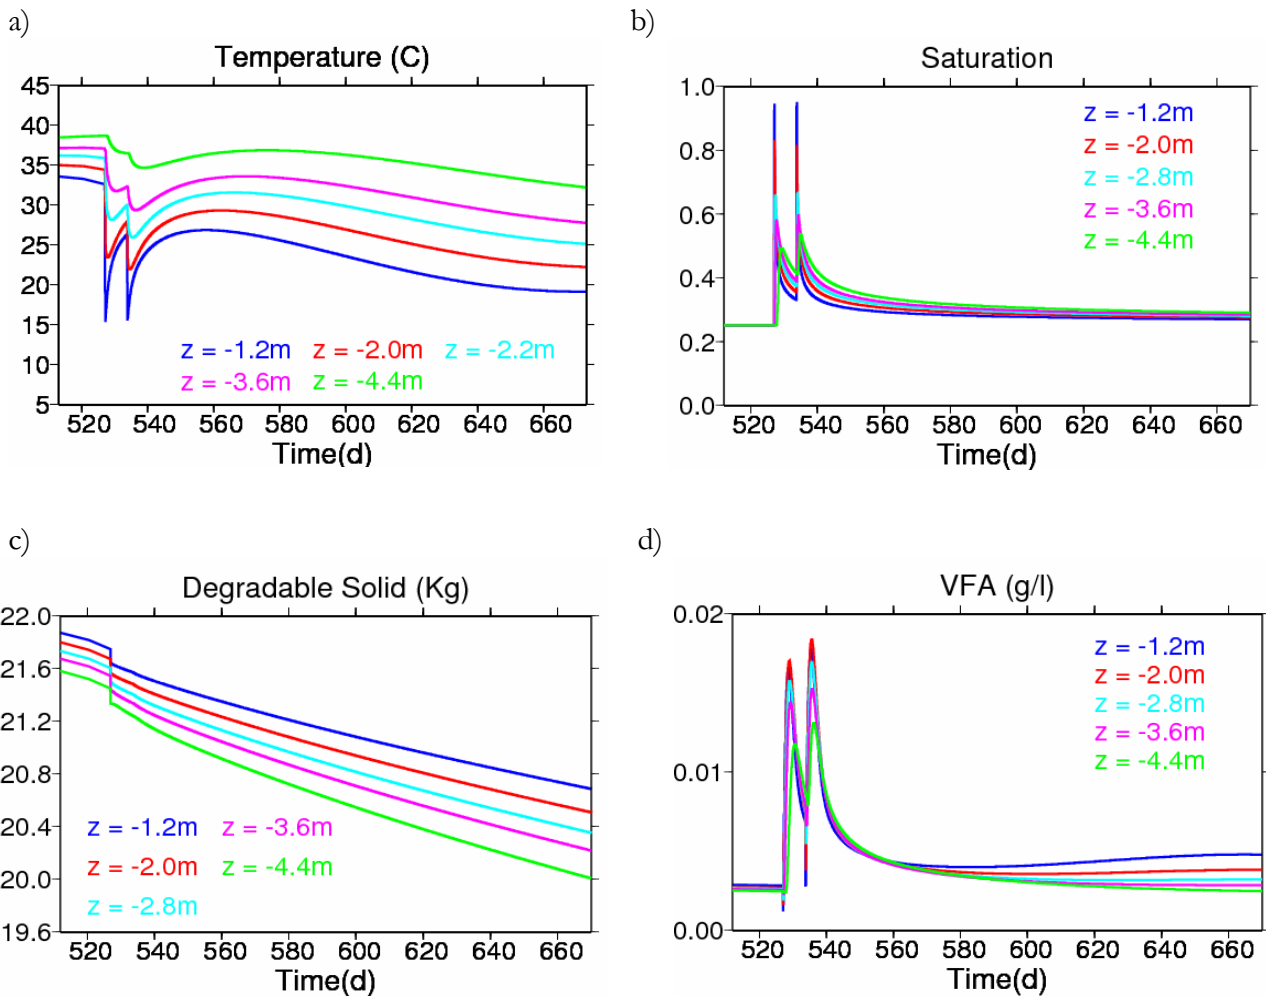 a)
Temperature (C)
45
40
35
30
25
20
15
10
5
z = -1.2m z = -2.0m z = -2.2m
z = -3.6m z = -4.4m
520 540 560 580 600 620 640 660
Time(d)
b)
Saturation
1.0
0.8
0.6
0.4
0.2
0.0
z = -1.2m
z = -2.0m
z = -2.8m
z = -3.6m
z = -4.4m
520 540 560 580 600 620 640 660
Time(d)
c)
Degradable Solid (Kg)
22.0
21.6
21.2
20.8
20.4
20.0
19.6
z = -1.2m z = -3.6m
z = -2.0m z = -4.4m
z = -2.8m
520 540 560 580 600 620 640 660
Time(d)
d)
VFA (g/l)
0.02
0.01
0.00
z = -1.2m
z = -2.0m
z = -2.8m
z = -3.6m
z = -4.4m
520 540 560 580 600 620 640 660
Time(d)